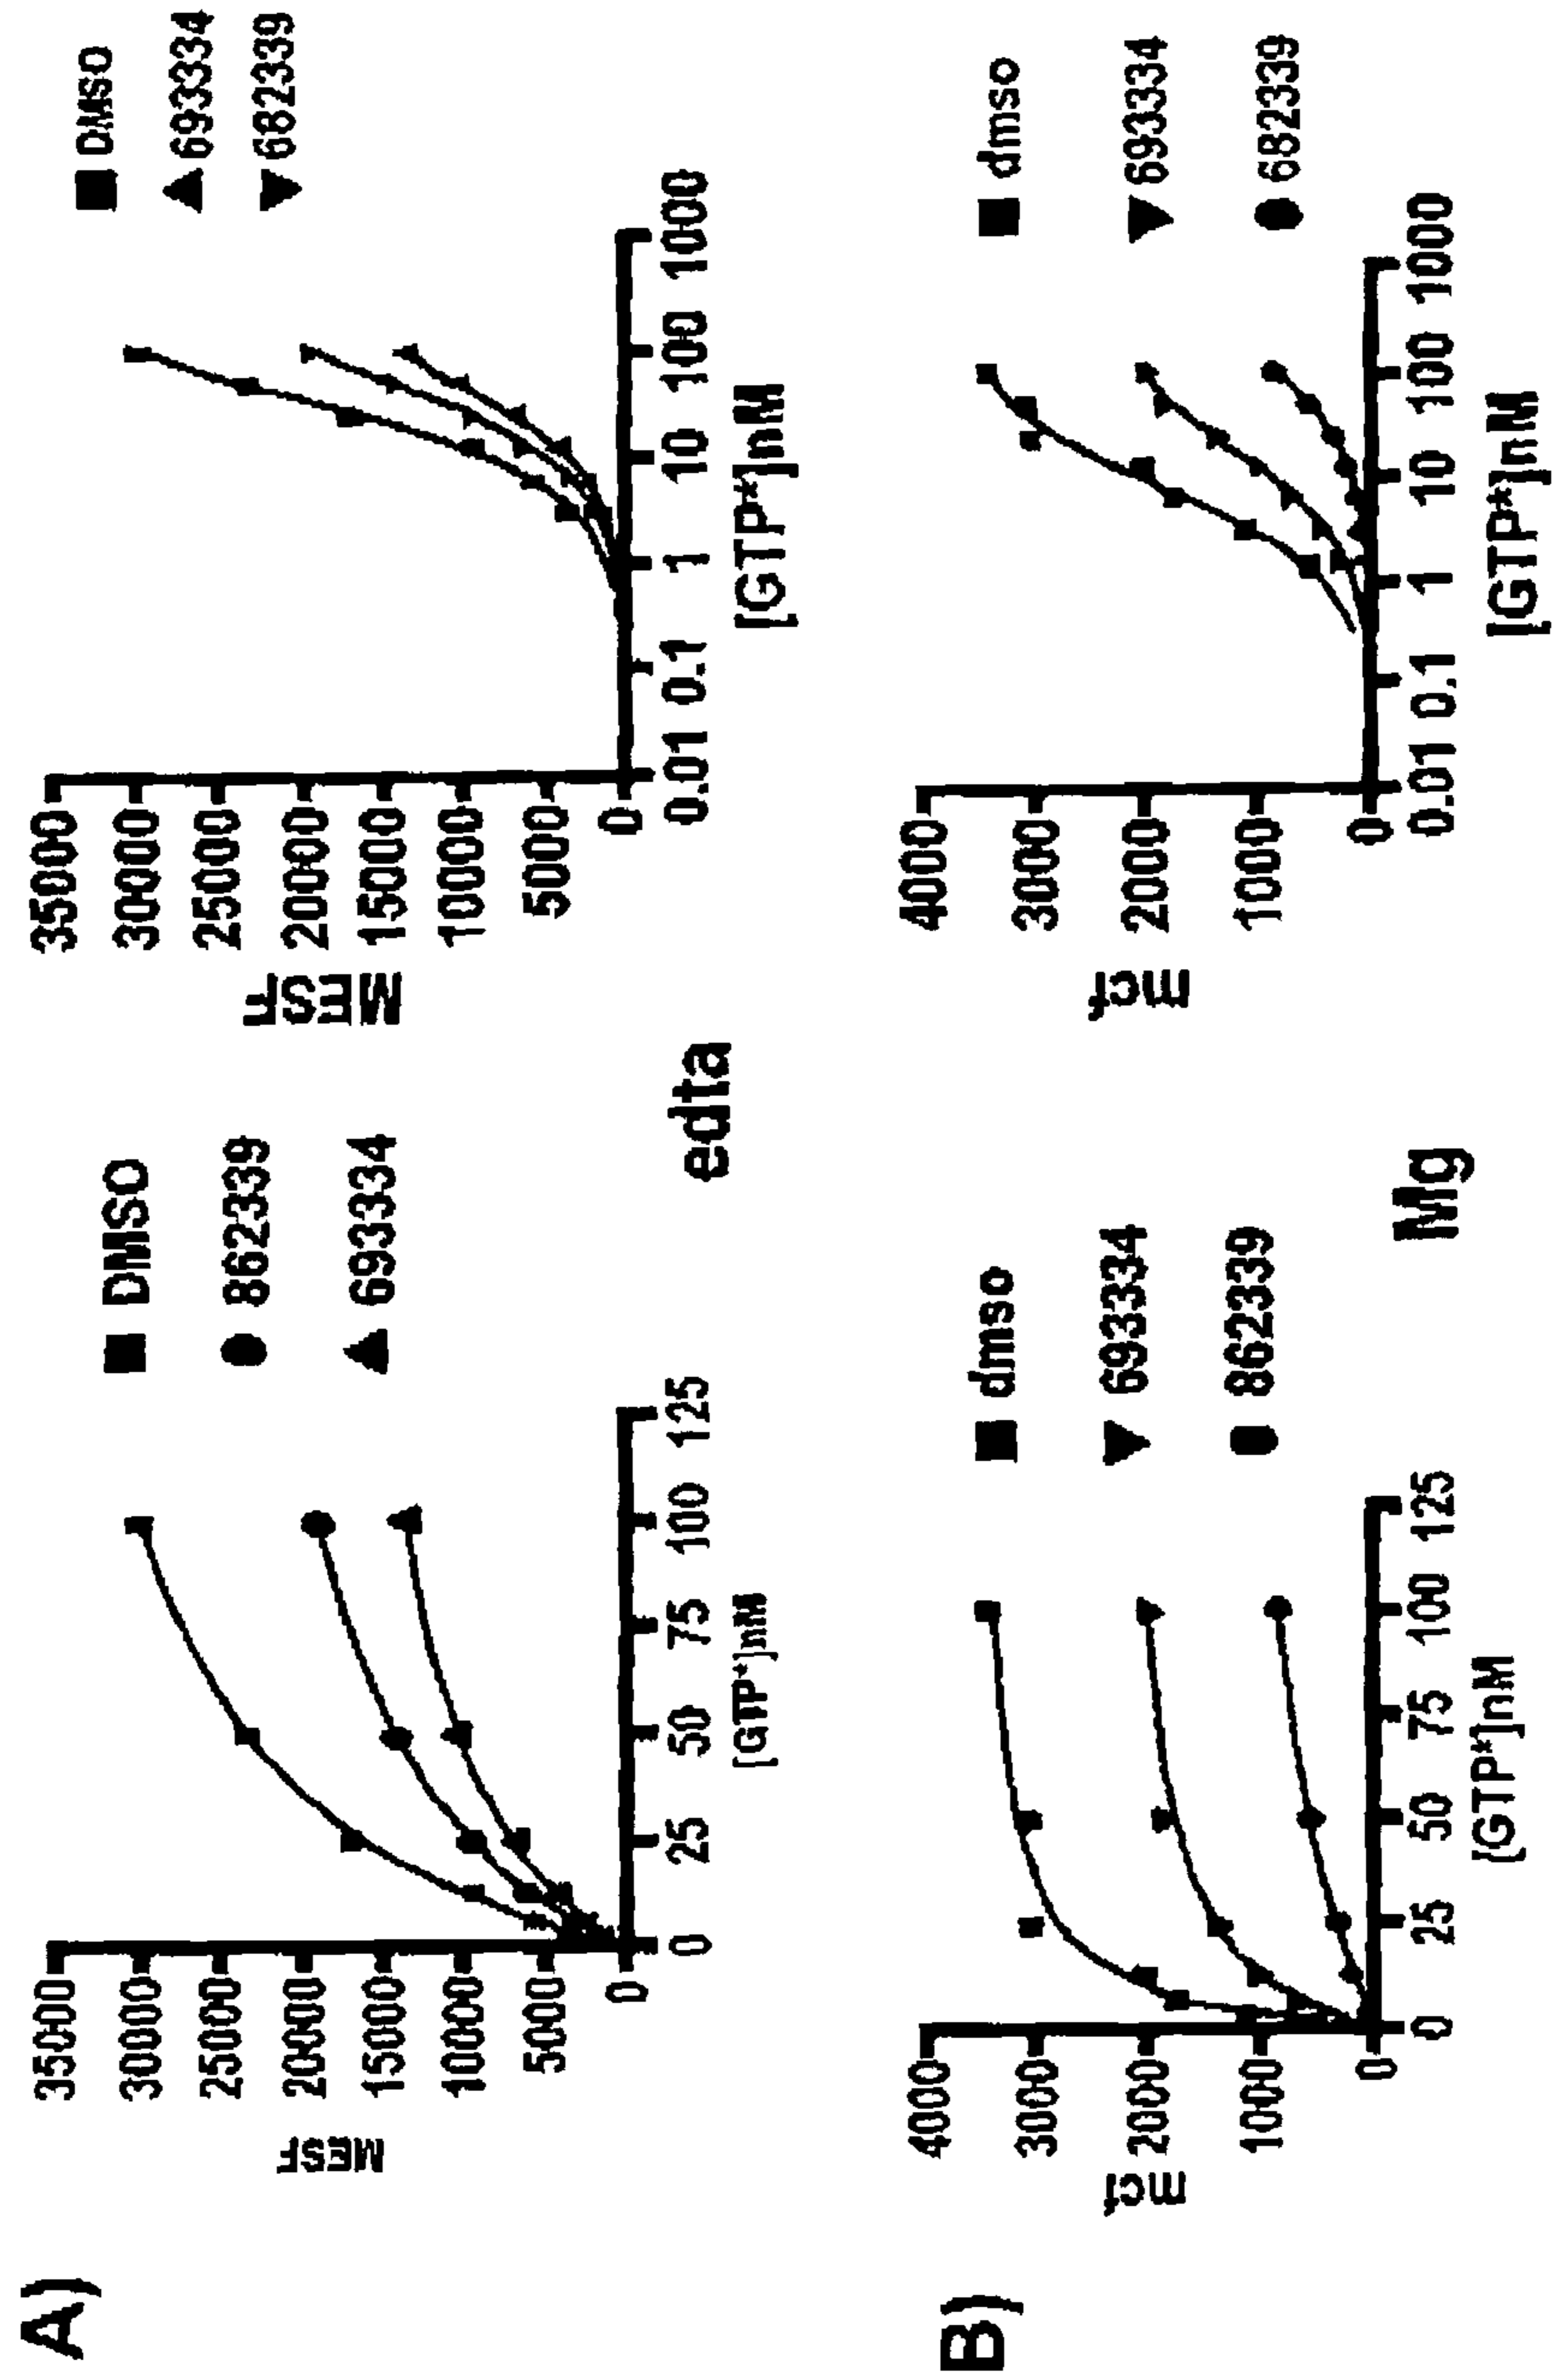 A)
MESF
35000
30000
25000
20000
15000
10000
5000
0
0 25 50 75 100 125
[GTP*]nM
DMSO
862339
693334
edta
MESF
35000
30000
25000
20000
15000
10000
5000
0
0.01 0.1 1 10 100 1000
[GTP*]nM
DMSO
693334
682339
B)
mcf
4000
3000
2000
1000
0
0 25 50 75 100 125
[GTP*]nM
dmso
693334
862339
Mg
mcf
4000
3000
2000
1000
0
0.01 0.1 1 10 100 1000
[GTP*]nM
dmso
693334
682339